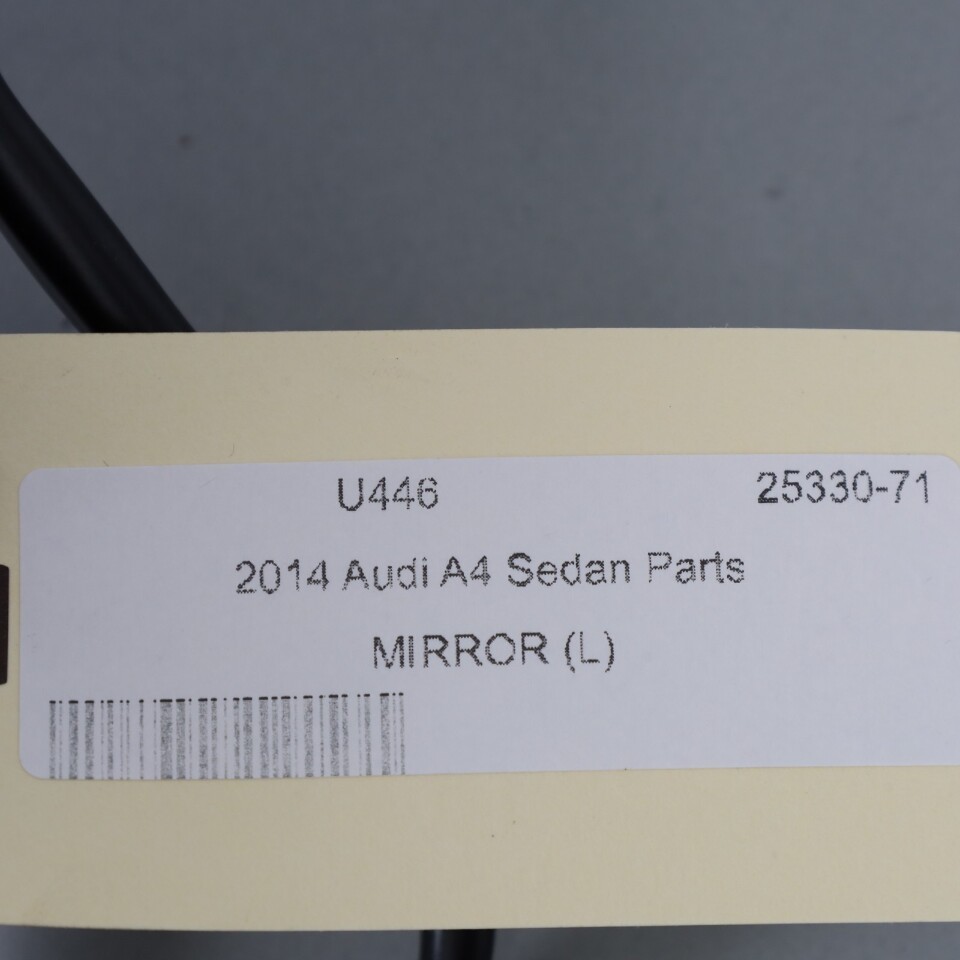 U446 25330-71
2014 Audi A4 Sedan Parts
MIRROR (L)